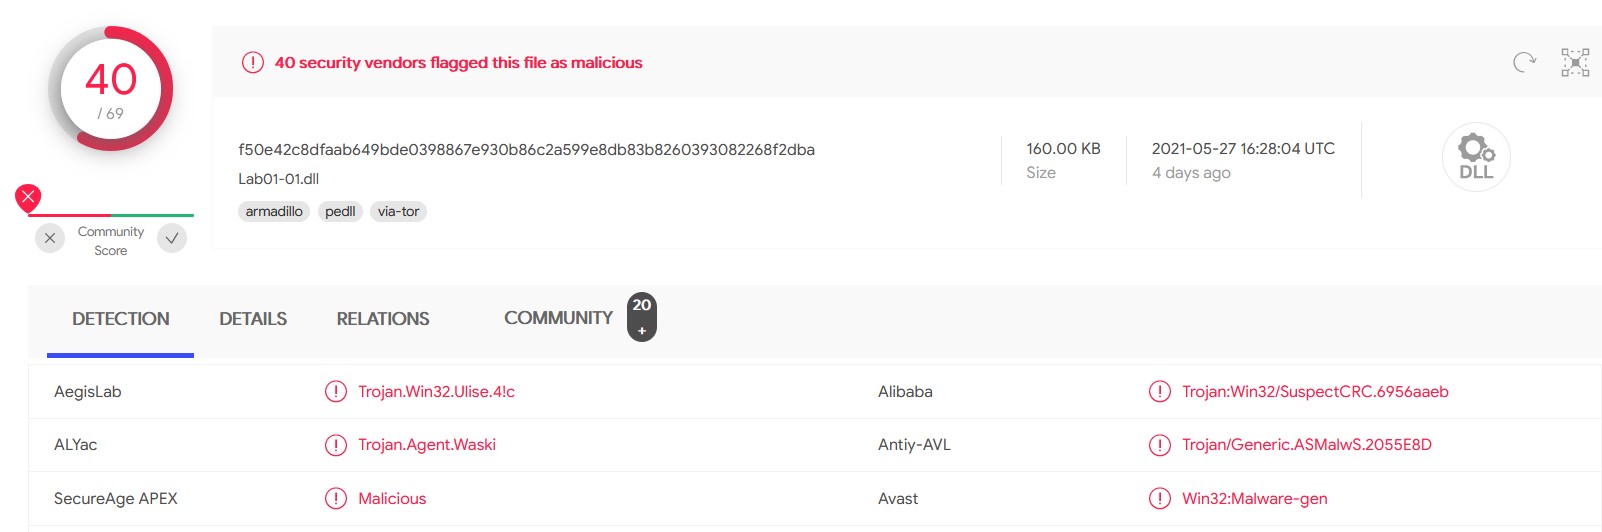 40
/ 69
Community
Score
40 security vendors flagged this file as malicious
f50e42c8dfaab649bde0398867e930b86c2a599e8db83b8260393082268f2dba
Lab01-01.dll
armadillo pedll via-tor
160.00 KB
Size
2021-05-27 16:28:04 UTC
4 days ago
DLL
DETECTION DETAILS RELATIONS COMMUNITY 20
+
AegisLab Trojan.Win32.Ulise.4!c Alibaba Trojan:Win32/SuspectCRC.6956aaeb
ALYac Trojan.Agent.Waski Antiy-AVL Trojan/Generic.ASMalwS.2055E8D
SecureAge APEX Malicious Avast Win32:Malware-gen